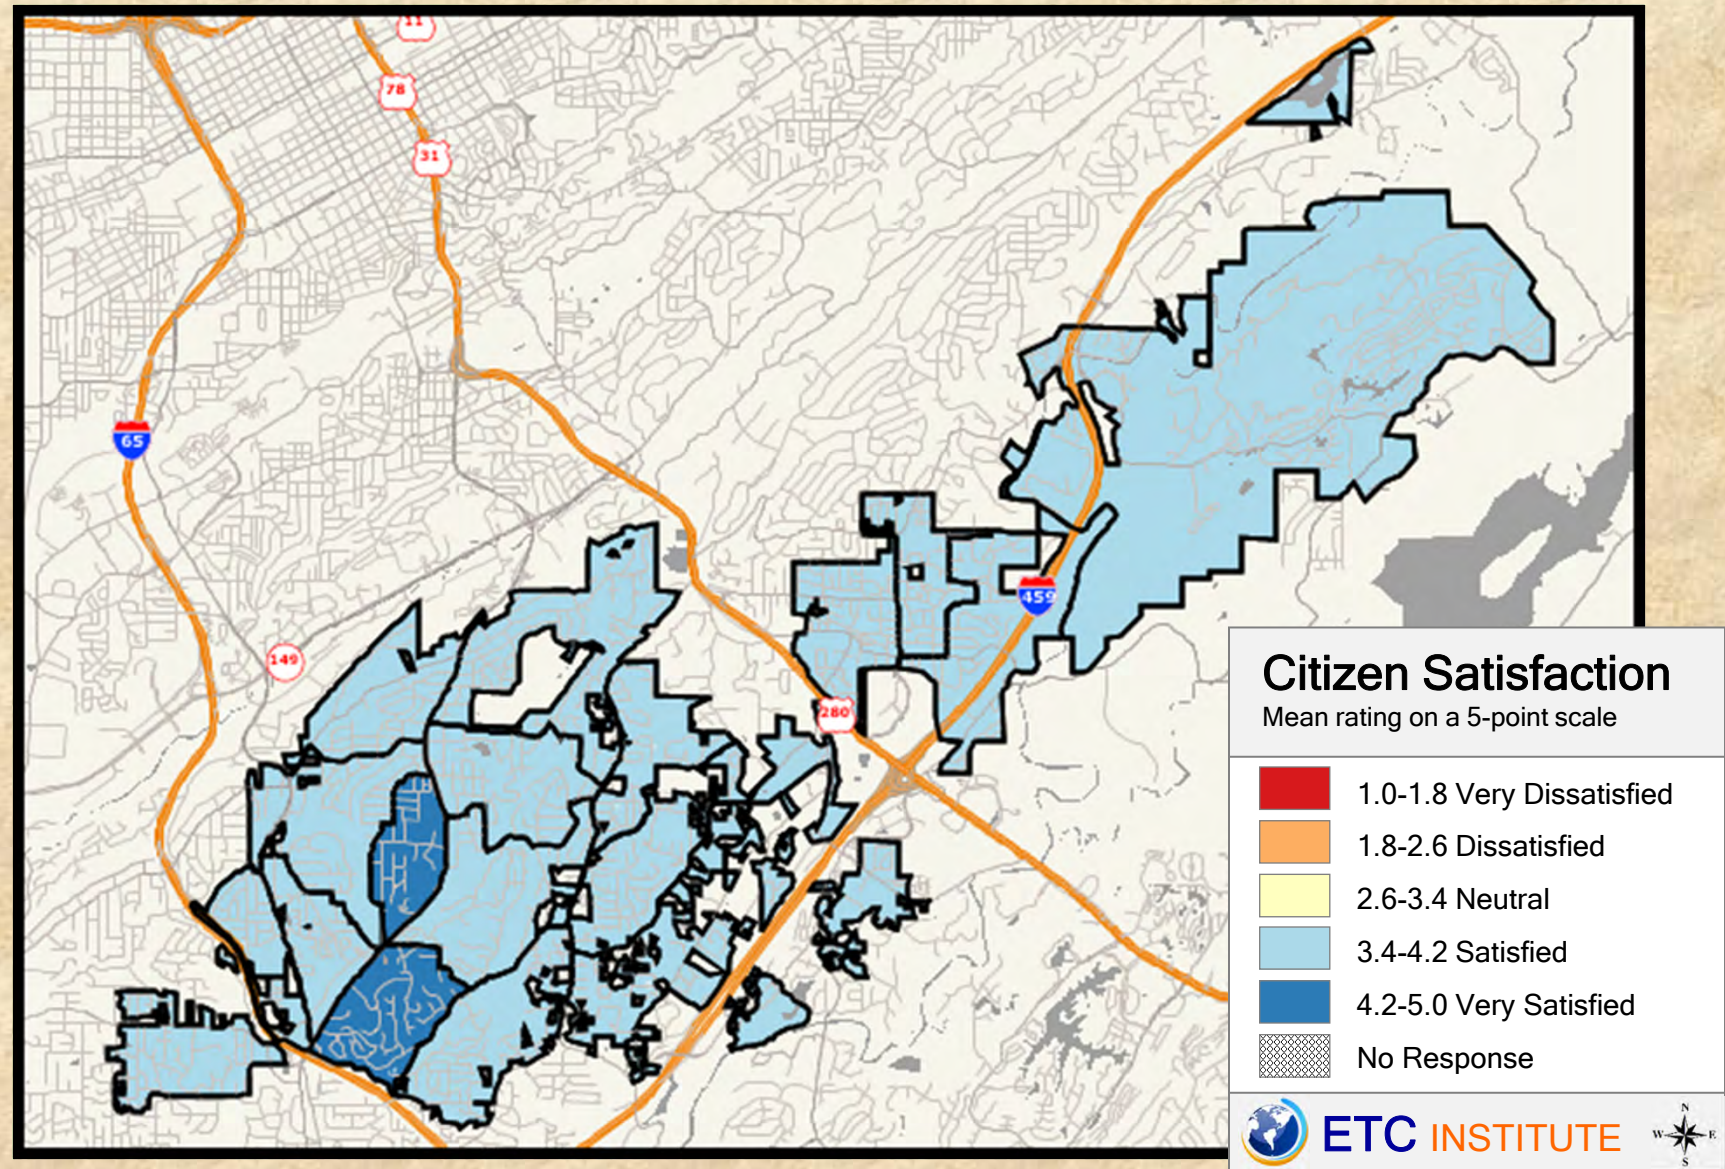 11
78
31
65
459
149
280
Citizen Satisfaction
Mean rating on a 5-point scale
1.0-1.8 Very Dissatisfied
1.8-2.6 Dissatisfied
2.6-3.4 Neutral
3.4-4.2 Satisfied
4.2-5.0 Very Satisfied
No Response
ETC INSTITUTE
N
W E
S